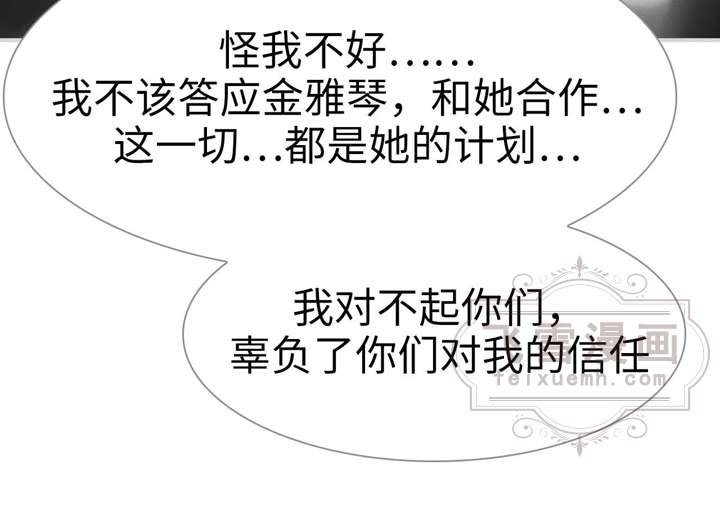 怪我不好……
我不该答应金雅琴，和她合作…
这一切…都是她的计划…
我对不起你们，
辜负了你们对我的信任
飞雪漫画
feixuemh.com